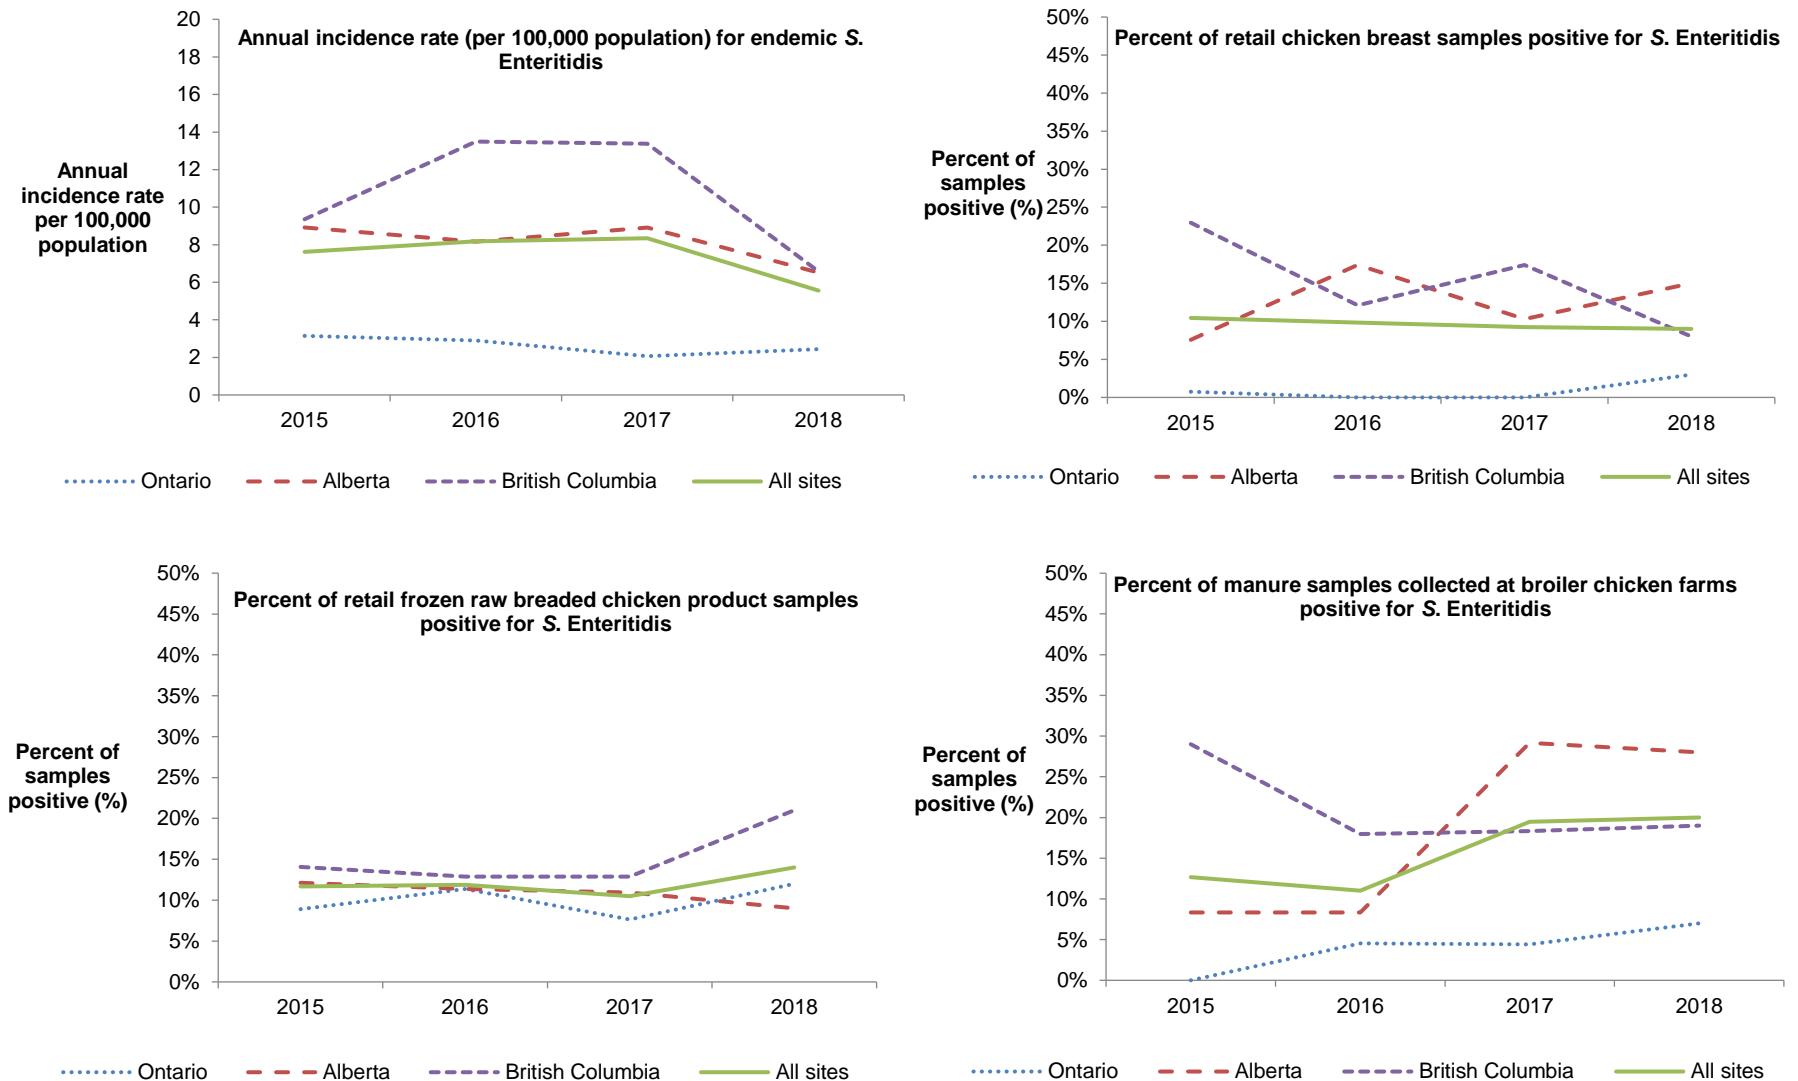 Annual incidence rate (per 100,000 population) for endemic S.
Enteritidis
Annual
incidence rate
per 100,000
population
20
18
16
14
12
10
8
6
4
2
0
2015 2016 2017 2018
Ontario Alberta British Columbia All sites
Percent of retail chicken breast samples positive for S. Enteritidis
Percent of
samples
positive (%)
50%
45%
40%
35%
30%
25%
20%
15%
10%
5%
0%
2015 2016 2017 2018
Ontario Alberta British Columbia All sites
Percent of retail frozen raw breaded chicken product samples
positive for S. Enteritidis
Percent of
samples
positive (%)
50%
45%
40%
35%
30%
25%
20%
15%
10%
5%
0%
2015 2016 2017 2018
Ontario Alberta British Columbia All sites
Percent of manure samples collected at broiler chicken farms
positive for S. Enteritidis
Percent of
samples
positive (%)
50%
45%
40%
35%
30%
25%
20%
15%
10%
5%
0%
2015 2016 2017 2018
Ontario Alberta British Columbia All sites